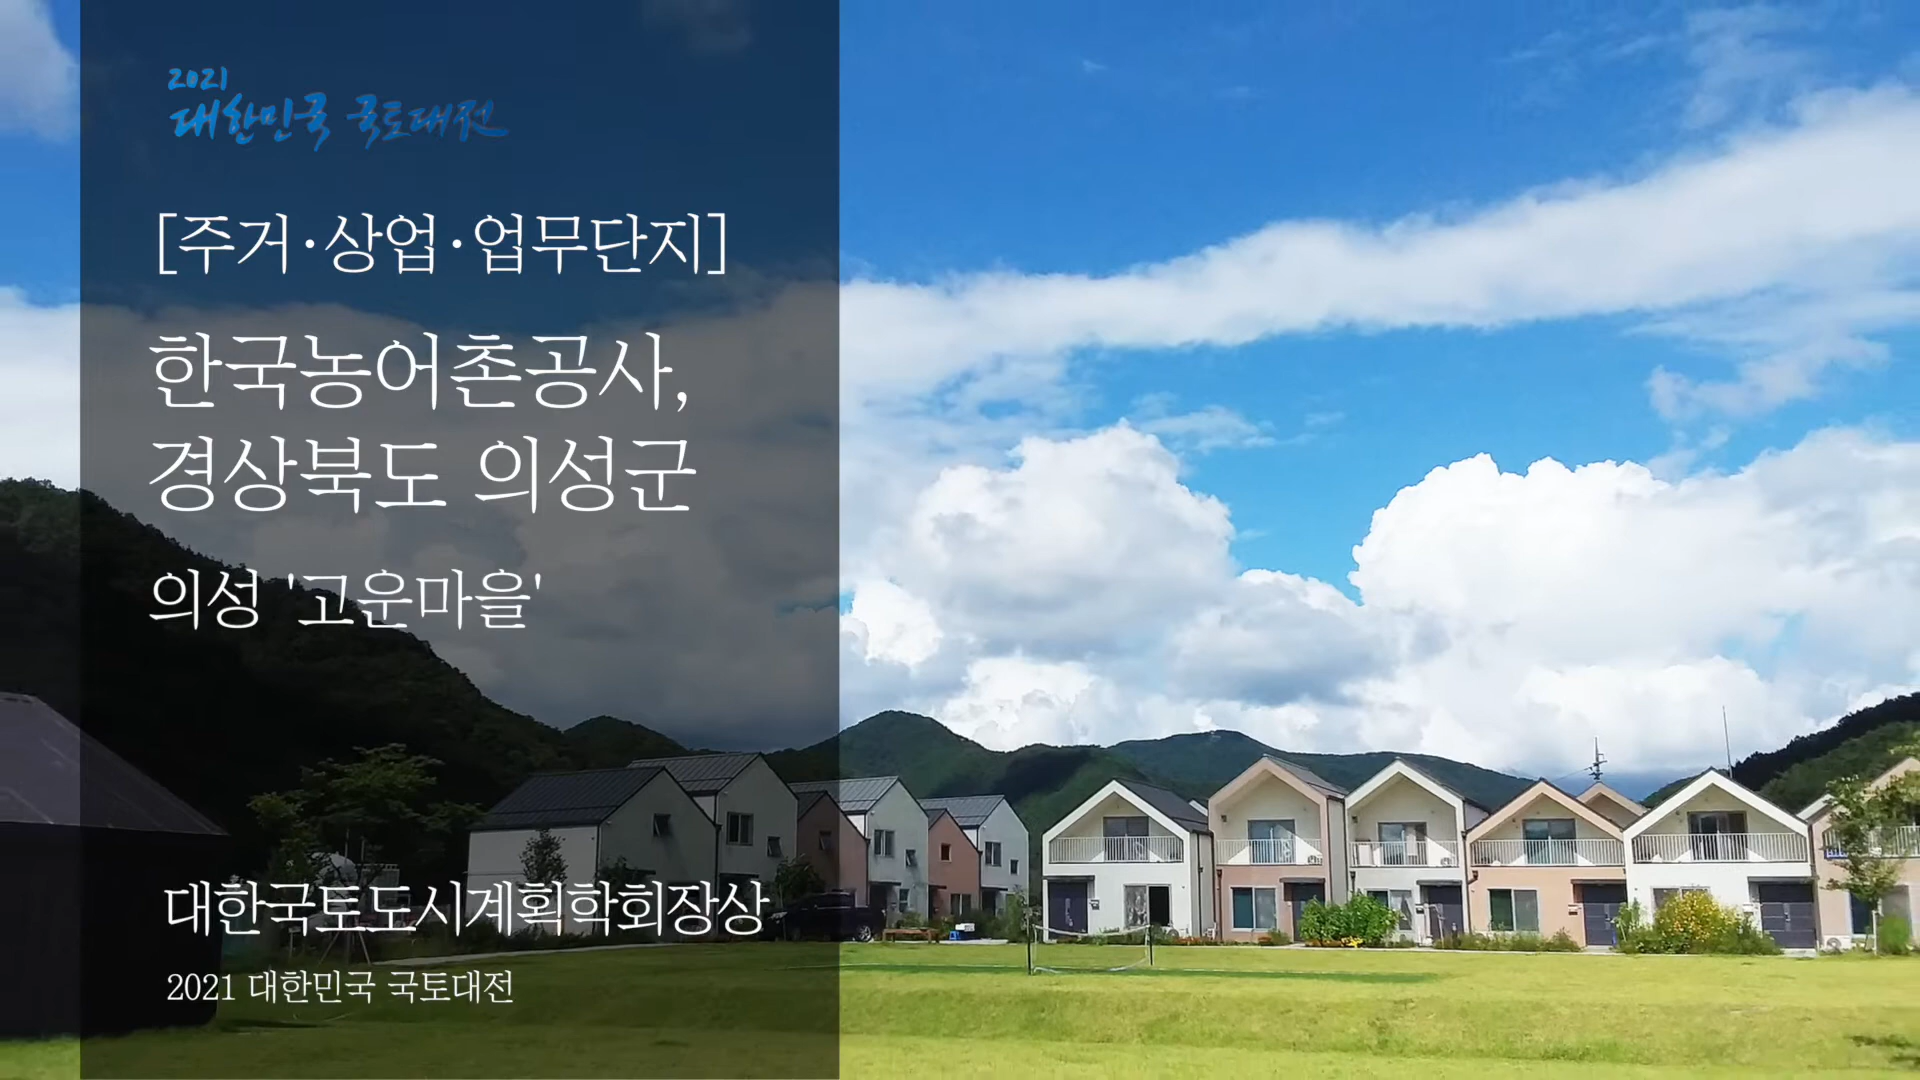 2021
대한민국 국토대전
[주거·상업·업무단지]
한국농어촌공사,
경상북도 의성군
의성 '고운마을'
대한국토도시계획학회장상
2021 대한민국 국토대전